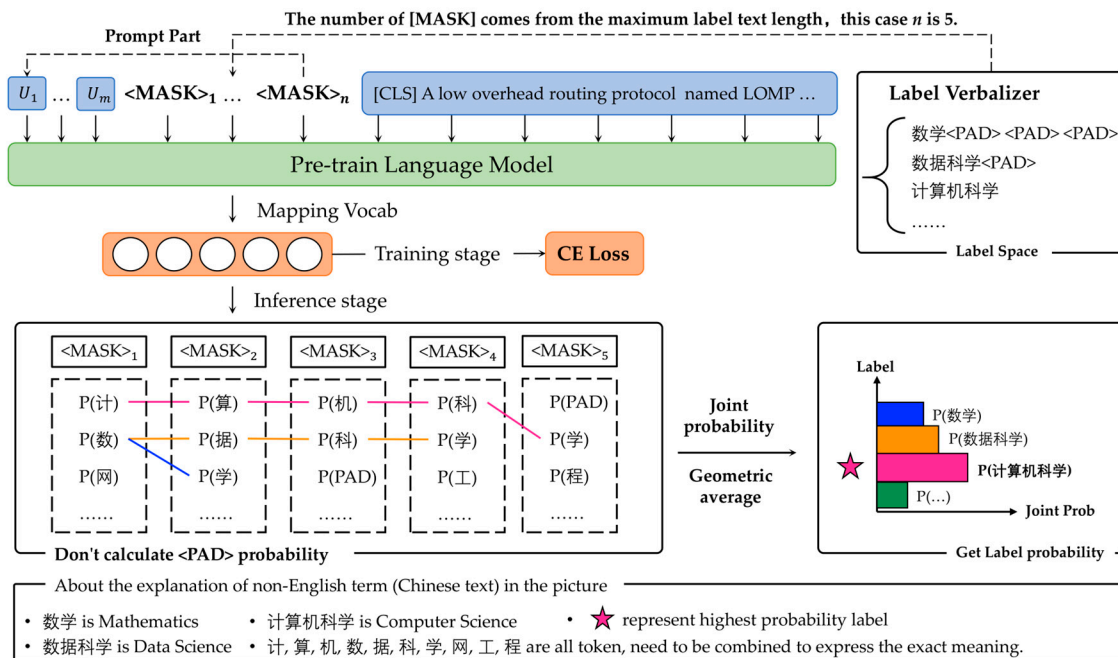 The number of [MASK] comes from the maximum label text length, this case n is 5.
Prompt Part
U1 … Um <MASK>1 … <MASK>n [CLS] A low overhead routing protocol named LOMP …
Label Verbalizer
数学<PAD> <PAD> <PAD>
数据科学<PAD>
计算机科学
……
Label Space
Pre-train Language Model
Mapping Vocab
Training stage
CE Loss
Inference stage
<MASK>1 <MASK>2 <MASK>3 <MASK>4 <MASK>5
P(计) P(算) P(机) P(科) P(PAD)
P(数) P(据) P(科) P(学) P(学)
P(网) P(学) P(PAD) P(工) P(程)
…… …… …… …… ……
Don't calculate <PAD> probability
Joint probability
Geometric average
Label
P(数学)
P(数据科学)
P(计算机科学)
P(…)
Joint Prob
Get Label probability
About the explanation of non-English term (Chinese text) in the picture
• 数学 is Mathematics • 计算机科学 is Computer Science • represent highest probability label
• 数据科学 is Data Science • 计, 算, 机, 数, 据, 科, 学, 网, 工, 程 are all token, need to be combined to express the exact meaning.